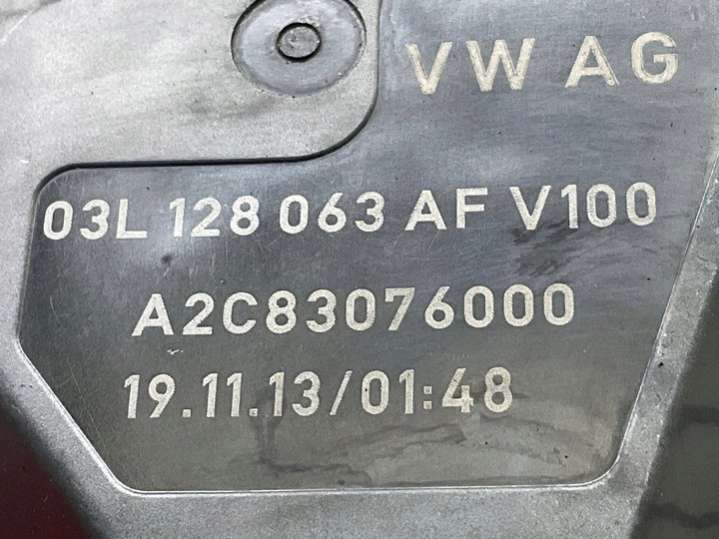 VW AG
03L 128 063 AF V100
A2C83076000
19.11.13/01:48